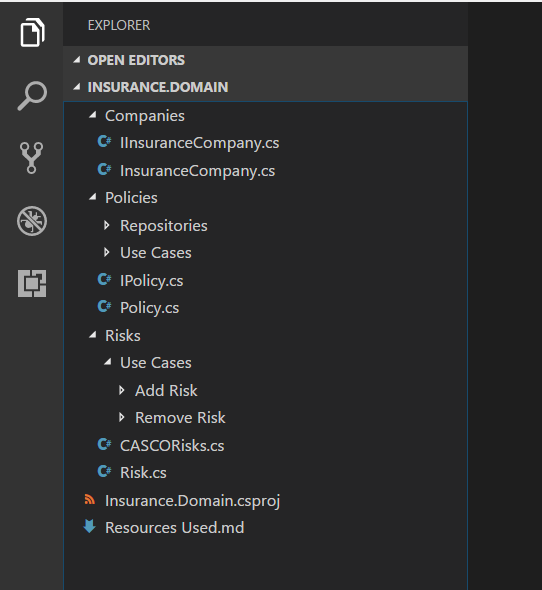 EXPLORER
OPEN EDITORS
INSURANCE.DOMAIN
Companies
C# IInsuranceCompany.cs
C# InsuranceCompany.cs
Policies
Repositories
Use Cases
C# IPolicy.cs
C# Policy.cs
Risks
Use Cases
Add Risk
Remove Risk
C# CASCORisks.cs
C# Risk.cs
Insurance.Domain.csproj
Resources Used.md